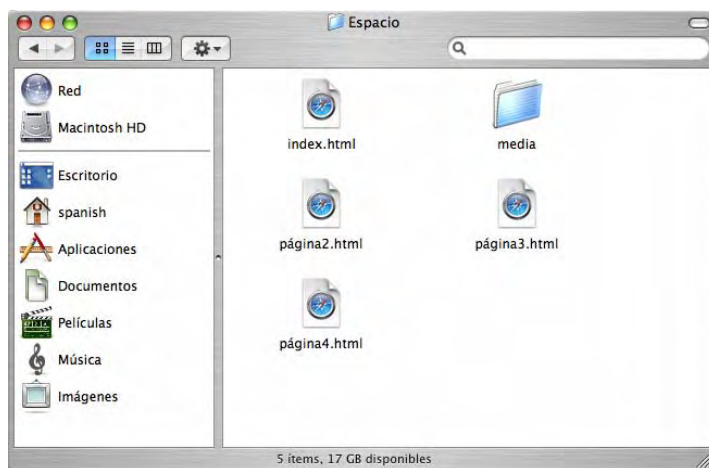 Espacio
Red
Macintosh HD
Escritorio
spanish
Aplicaciones
Documentos
Películas
Música
Imágenes
index.html
media
página2.html
página3.html
página4.html
5 ítems, 17 GB disponibles